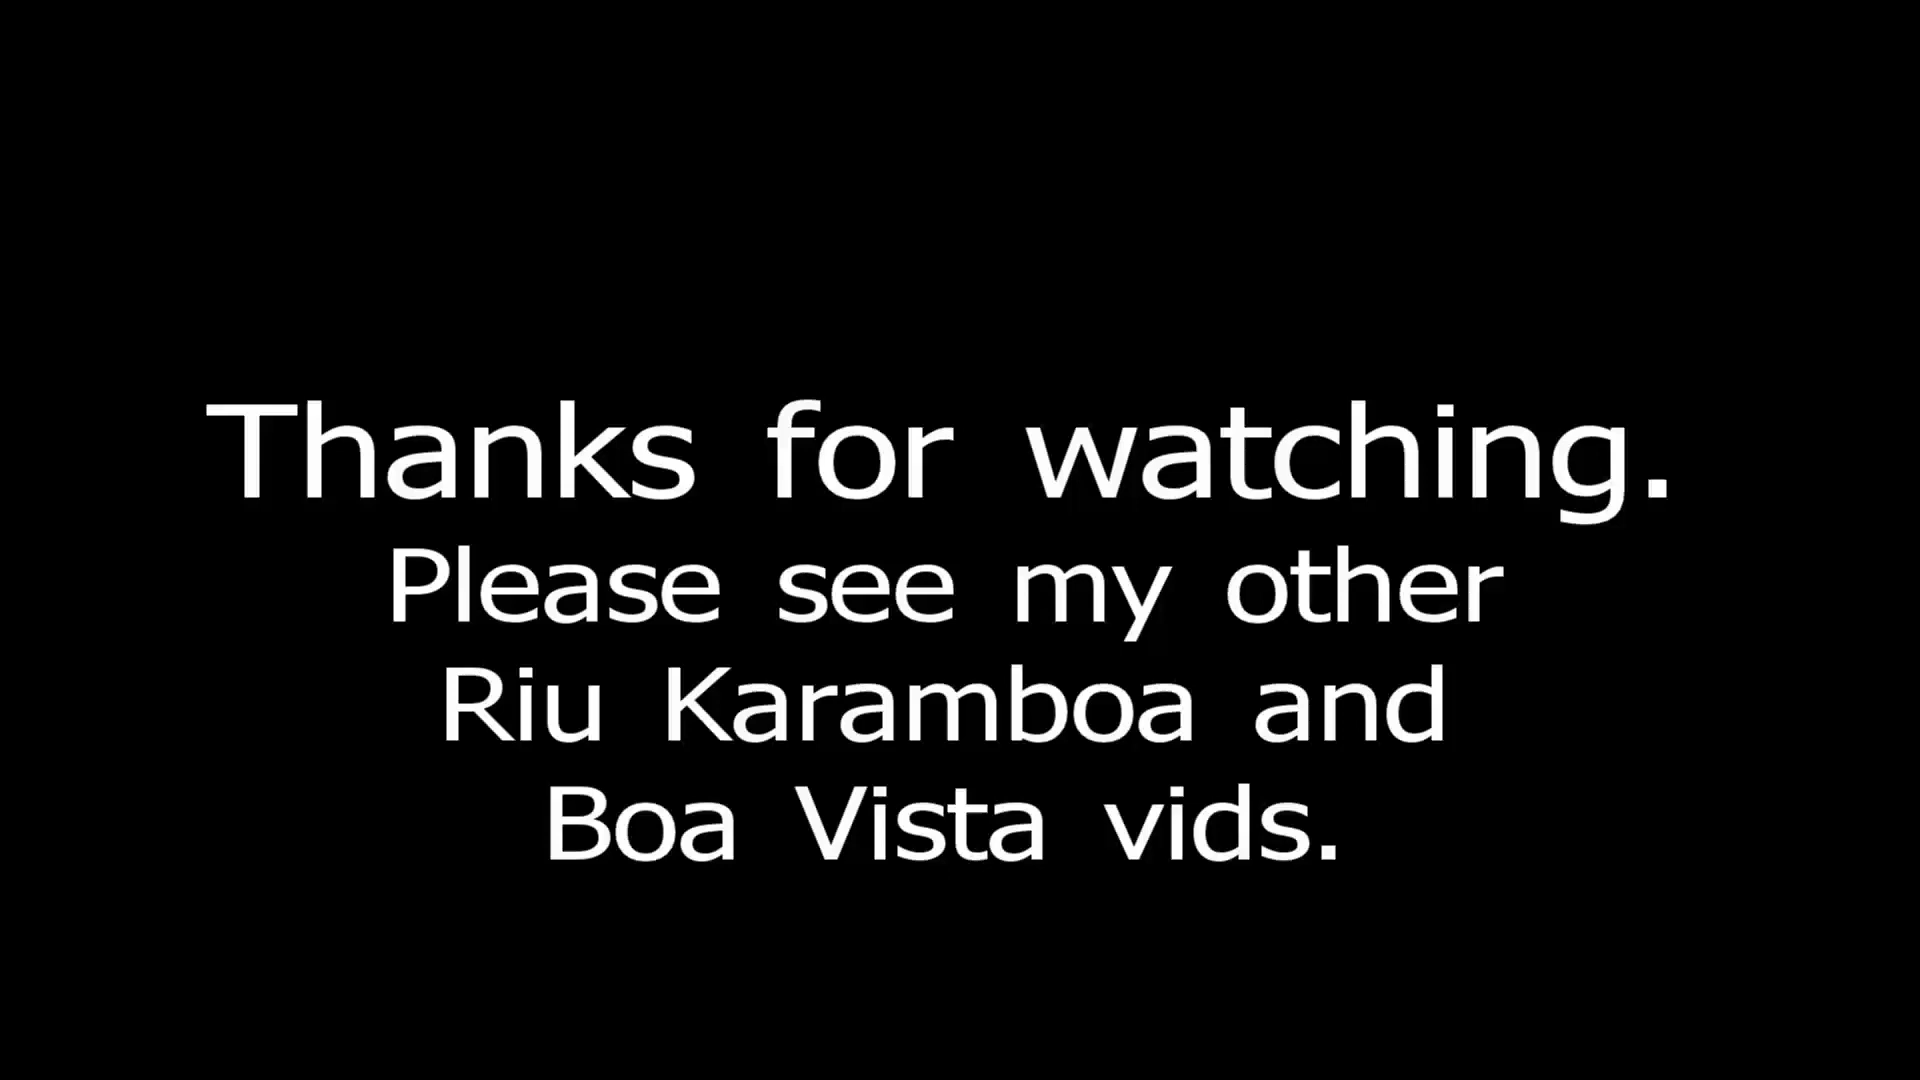 Thanks for watching.
Please see my other
Riu Karamboa and
Boa Vista vids.